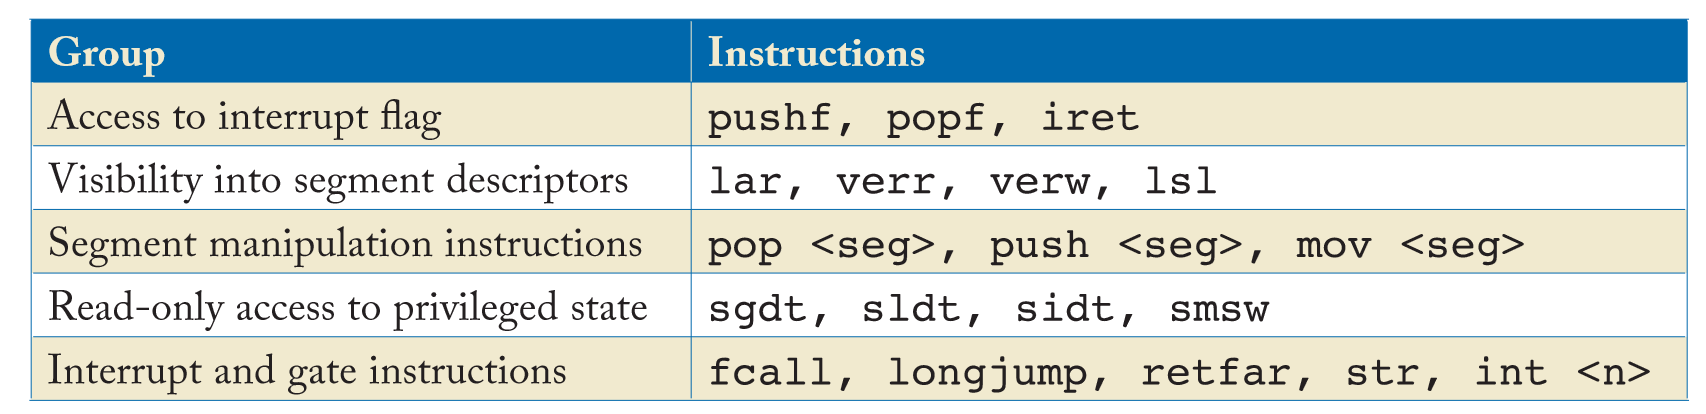 Group Instructions
Access to interrupt flag pushf, popf, iret
Visibility into segment descriptors lar, verr, verw, lsl
Segment manipulation instructions pop <seg>, push <seg>, mov <seg>
Read-only access to privileged state sgdt, sldt, sidt, smsw
Interrupt and gate instructions fcall, longjump, retfar, str, int <n>